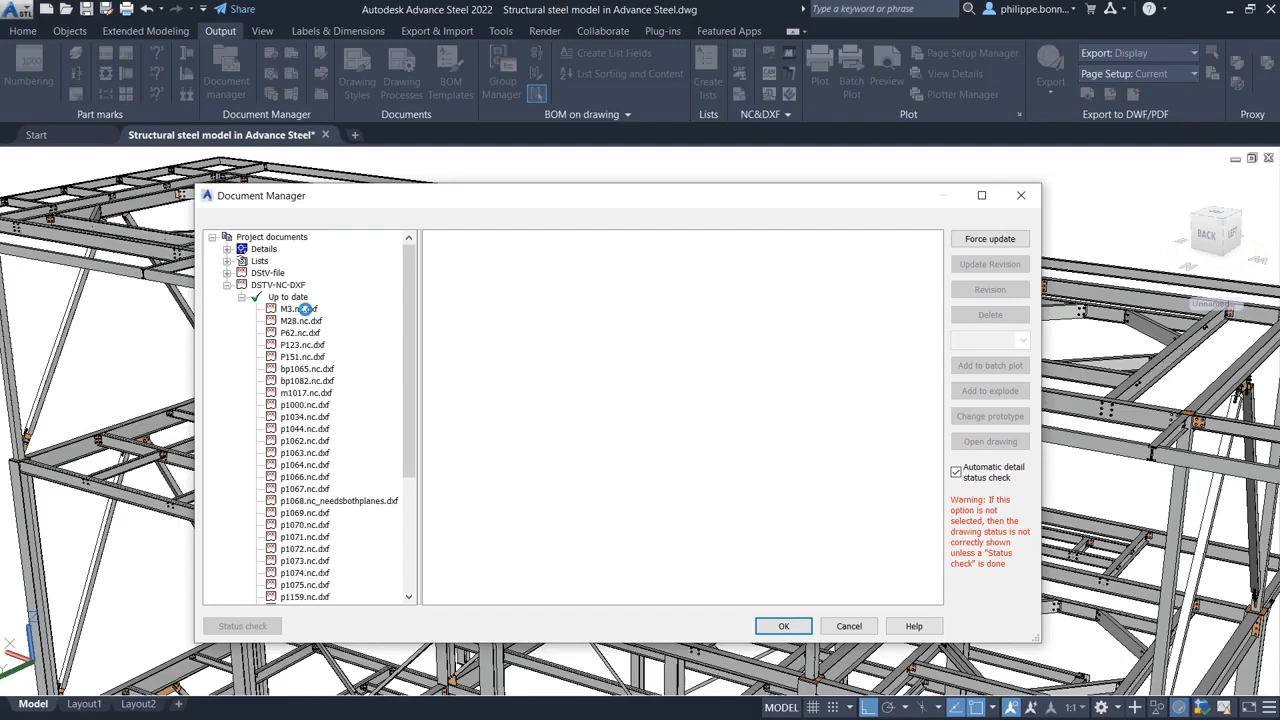 STL
Share
Autodesk Advance Steel 2022 Structural steel model in Advance Steel.dwg
Type a keyword or phrase
philippe.bonn...
Home Objects Extended Modeling Output View Labels & Dimensions Export & Import Tools Render Collaborate Plug-ins Featured Apps
Numbering
Document manager
Drawing Styles
Drawing Processes
BOM Templates
Group Manager
Create List Fields
List Sorting and Content
Create lists
Plot
Batch Plot
Preview
Page Setup Manager
View Details
Plotter Manager
Export
Export: Display
Page Setup: Current
Part marks
Document Manager
Documents
BOM on drawing
Lists
NC&DXF
Plot
Export to DWF/PDF
Proxy
Start
Structural steel model in Advance Steel*
Document Manager
Project documents
Details
Lists
DStV-file
DSTV-NC-DXF
Up to date
M28.nc.dxf
P62.nc.dxf
P123.nc.dxf
P151.nc.dxf
bp1065.nc.dxf
bp1082.nc.dxf
m1017.nc.dxf
p1000.nc.dxf
p1034.nc.dxf
p1044.nc.dxf
p1062.nc.dxf
p1063.nc.dxf
p1064.nc.dxf
p1066.nc.dxf
p1067.nc.dxf
p1068.nc_needsbothplanes.dxf
p1069.nc.dxf
p1070.nc.dxf
p1071.nc.dxf
p1072.nc.dxf
p1073.nc.dxf
p1074.nc.dxf
p1075.nc.dxf
p1159.nc.dxf
Force update
Update Revision
Revision
Delete
Add to batch plot
Add to explode
Change prototype
Open drawing
Automatic detail
status check
Warning: If this
option is not
selected, then the
drawing status is not
correctly shown
unless a "Status
check" is done
Status check
OK
Cancel
Help
BACK
LEFT
Unnamed
Z
X
Y
Model Layout1 Layout2
MODEL
1:1